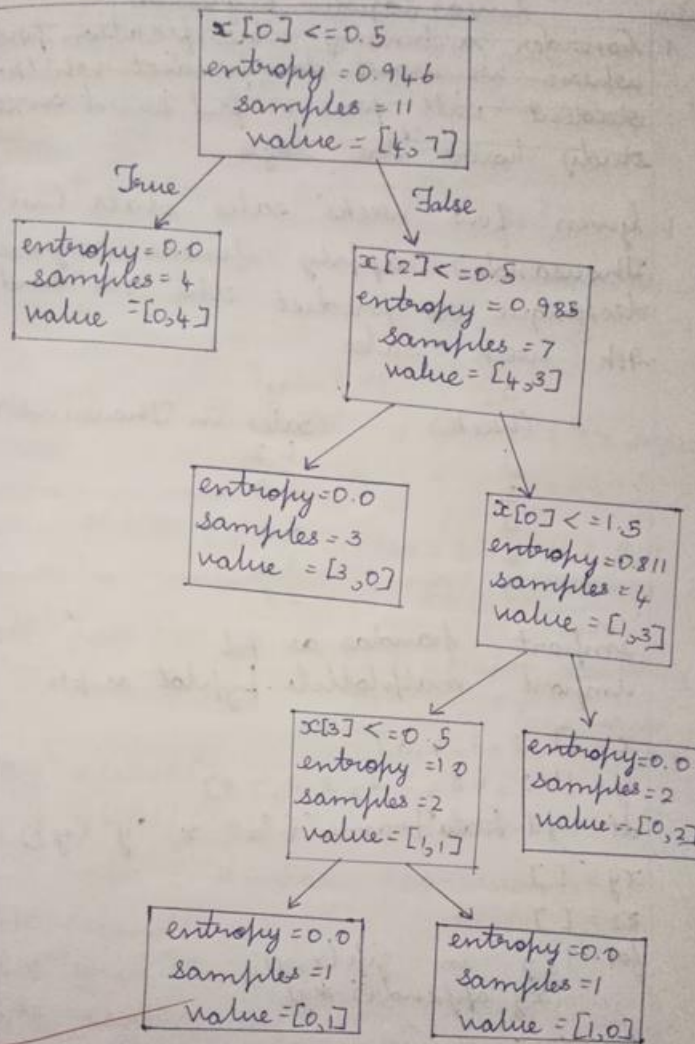 x[0] <=0.5
entropy = 0.946
samples = 11
value = [4,7]
True
False
entropy=0.0
samples = 4
value =[0,4]
x[2]<=0.5
entropy = 0.985
samples = 7
value = [4,3]
entropy=0.0
samples = 3
value = [3,0]
x[0] <=1.5
entropy=0.811
samples = 4
value = [1,3]
x[3] <=0.5
entropy =1.0
samples=2
value=[1,1]
entropy=0.0
samples=2
value=[0,2]
entropy=0.0
samples=1
value=[0,1]
entropy=0.0
samples=1
value=[1,0]